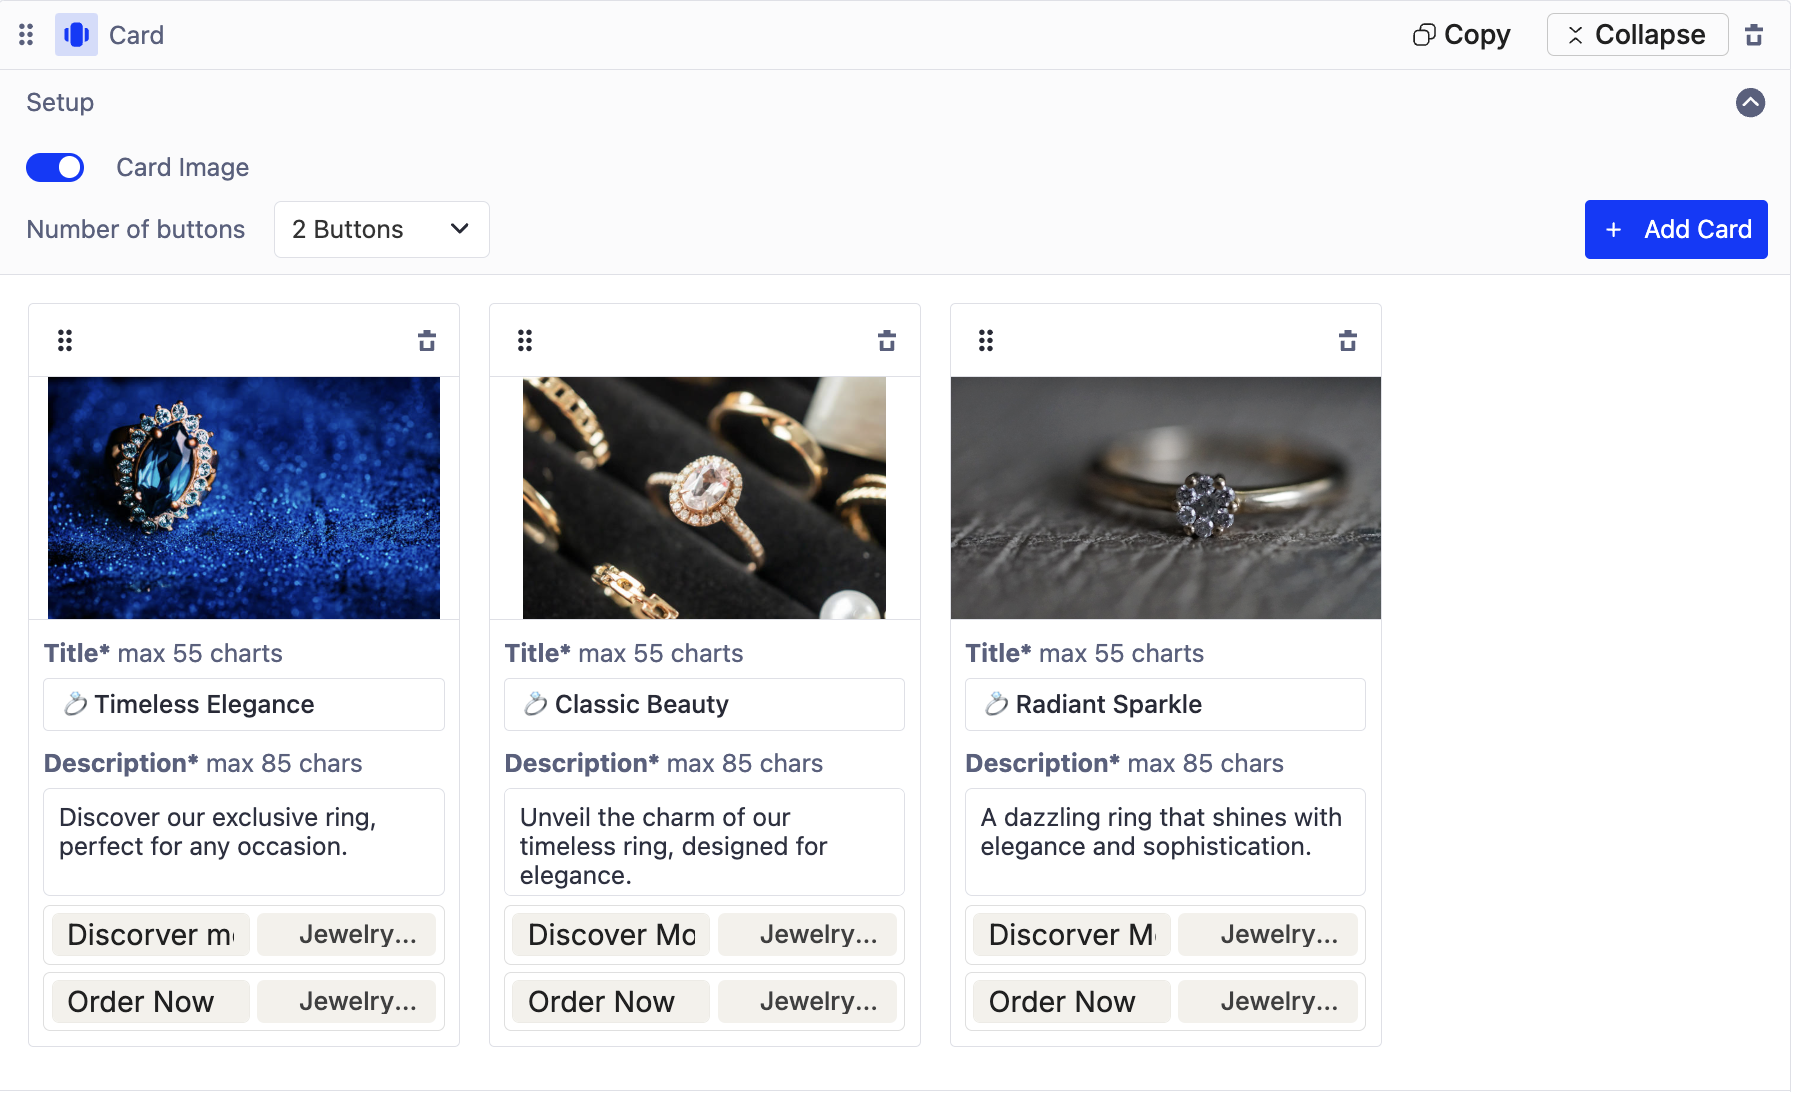 Card
Copy
Collapse
Setup
Card Image
Number of buttons
2 Buttons
+ Add Card
Title* max 55 charts
💍 Timeless Elegance
Description* max 85 chars
Discover our exclusive ring,
perfect for any occasion.
Discorver m
Jewelry...
Order Now
Jewelry...
Title* max 55 charts
💍 Classic Beauty
Description* max 85 chars
Unveil the charm of our
timeless ring, designed for
elegance.
Discover Mo
Jewelry...
Order Now
Jewelry...
Title* max 55 charts
💍 Radiant Sparkle
Description* max 85 chars
A dazzling ring that shines with
elegance and sophistication.
Discorver M
Jewelry...
Order Now
Jewelry...